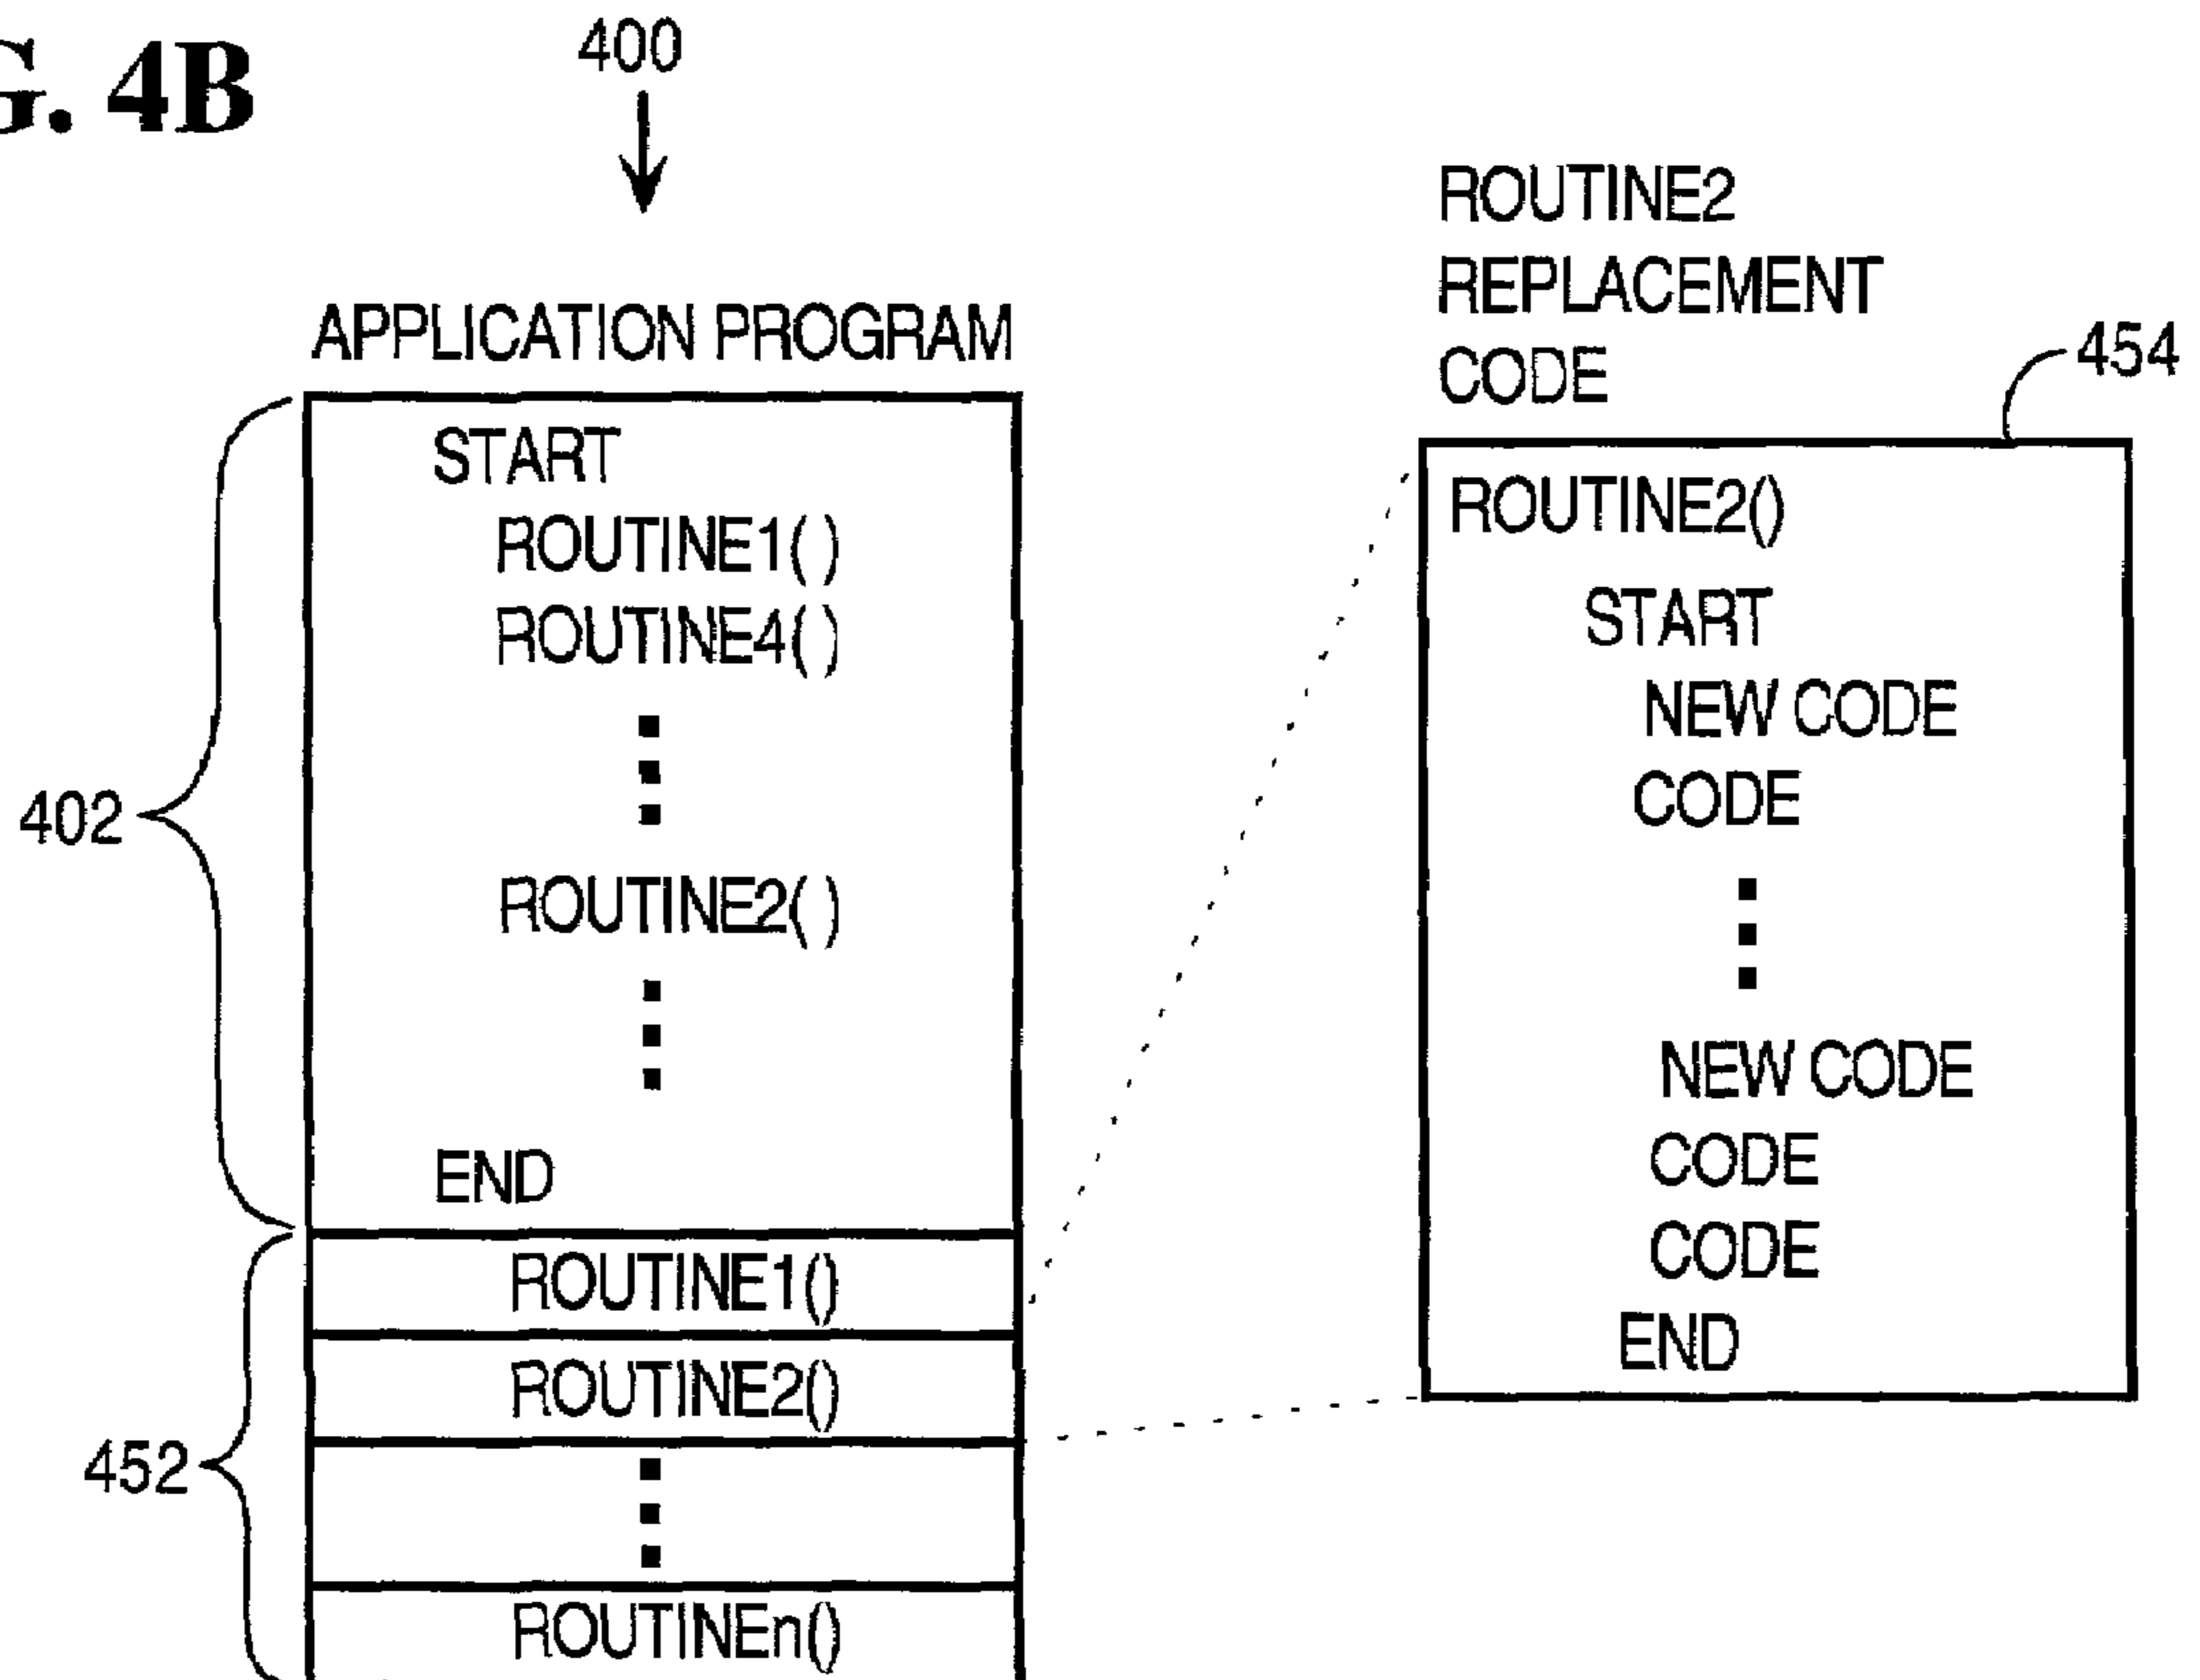 G. 4B
400
APPLICATION PROGRAM
START
ROUTINE1( )
ROUTINE4( )
ROUTINE2( )
END
402
ROUTINE1()
ROUTINE2()
ROUTINEn()
452
ROUTINE2
REPLACEMENT
CODE
454
ROUTINE2()
START
NEW CODE
CODE
NEW CODE
CODE
CODE
END